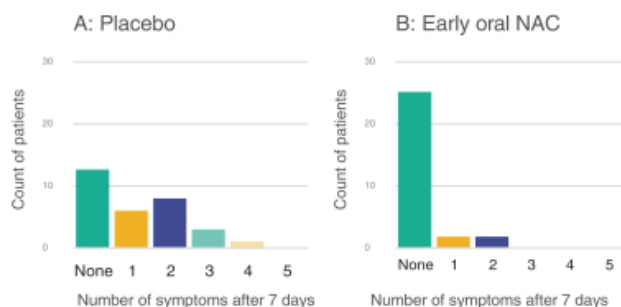 A: Placebo
Count of patients
30
20
10
0
None 1 2 3 4 5
Number of symptoms after 7 days
B: Early oral NAC
Count of patients
30
20
10
0
None 1 2 3 4 5
Number of symptoms after 7 days